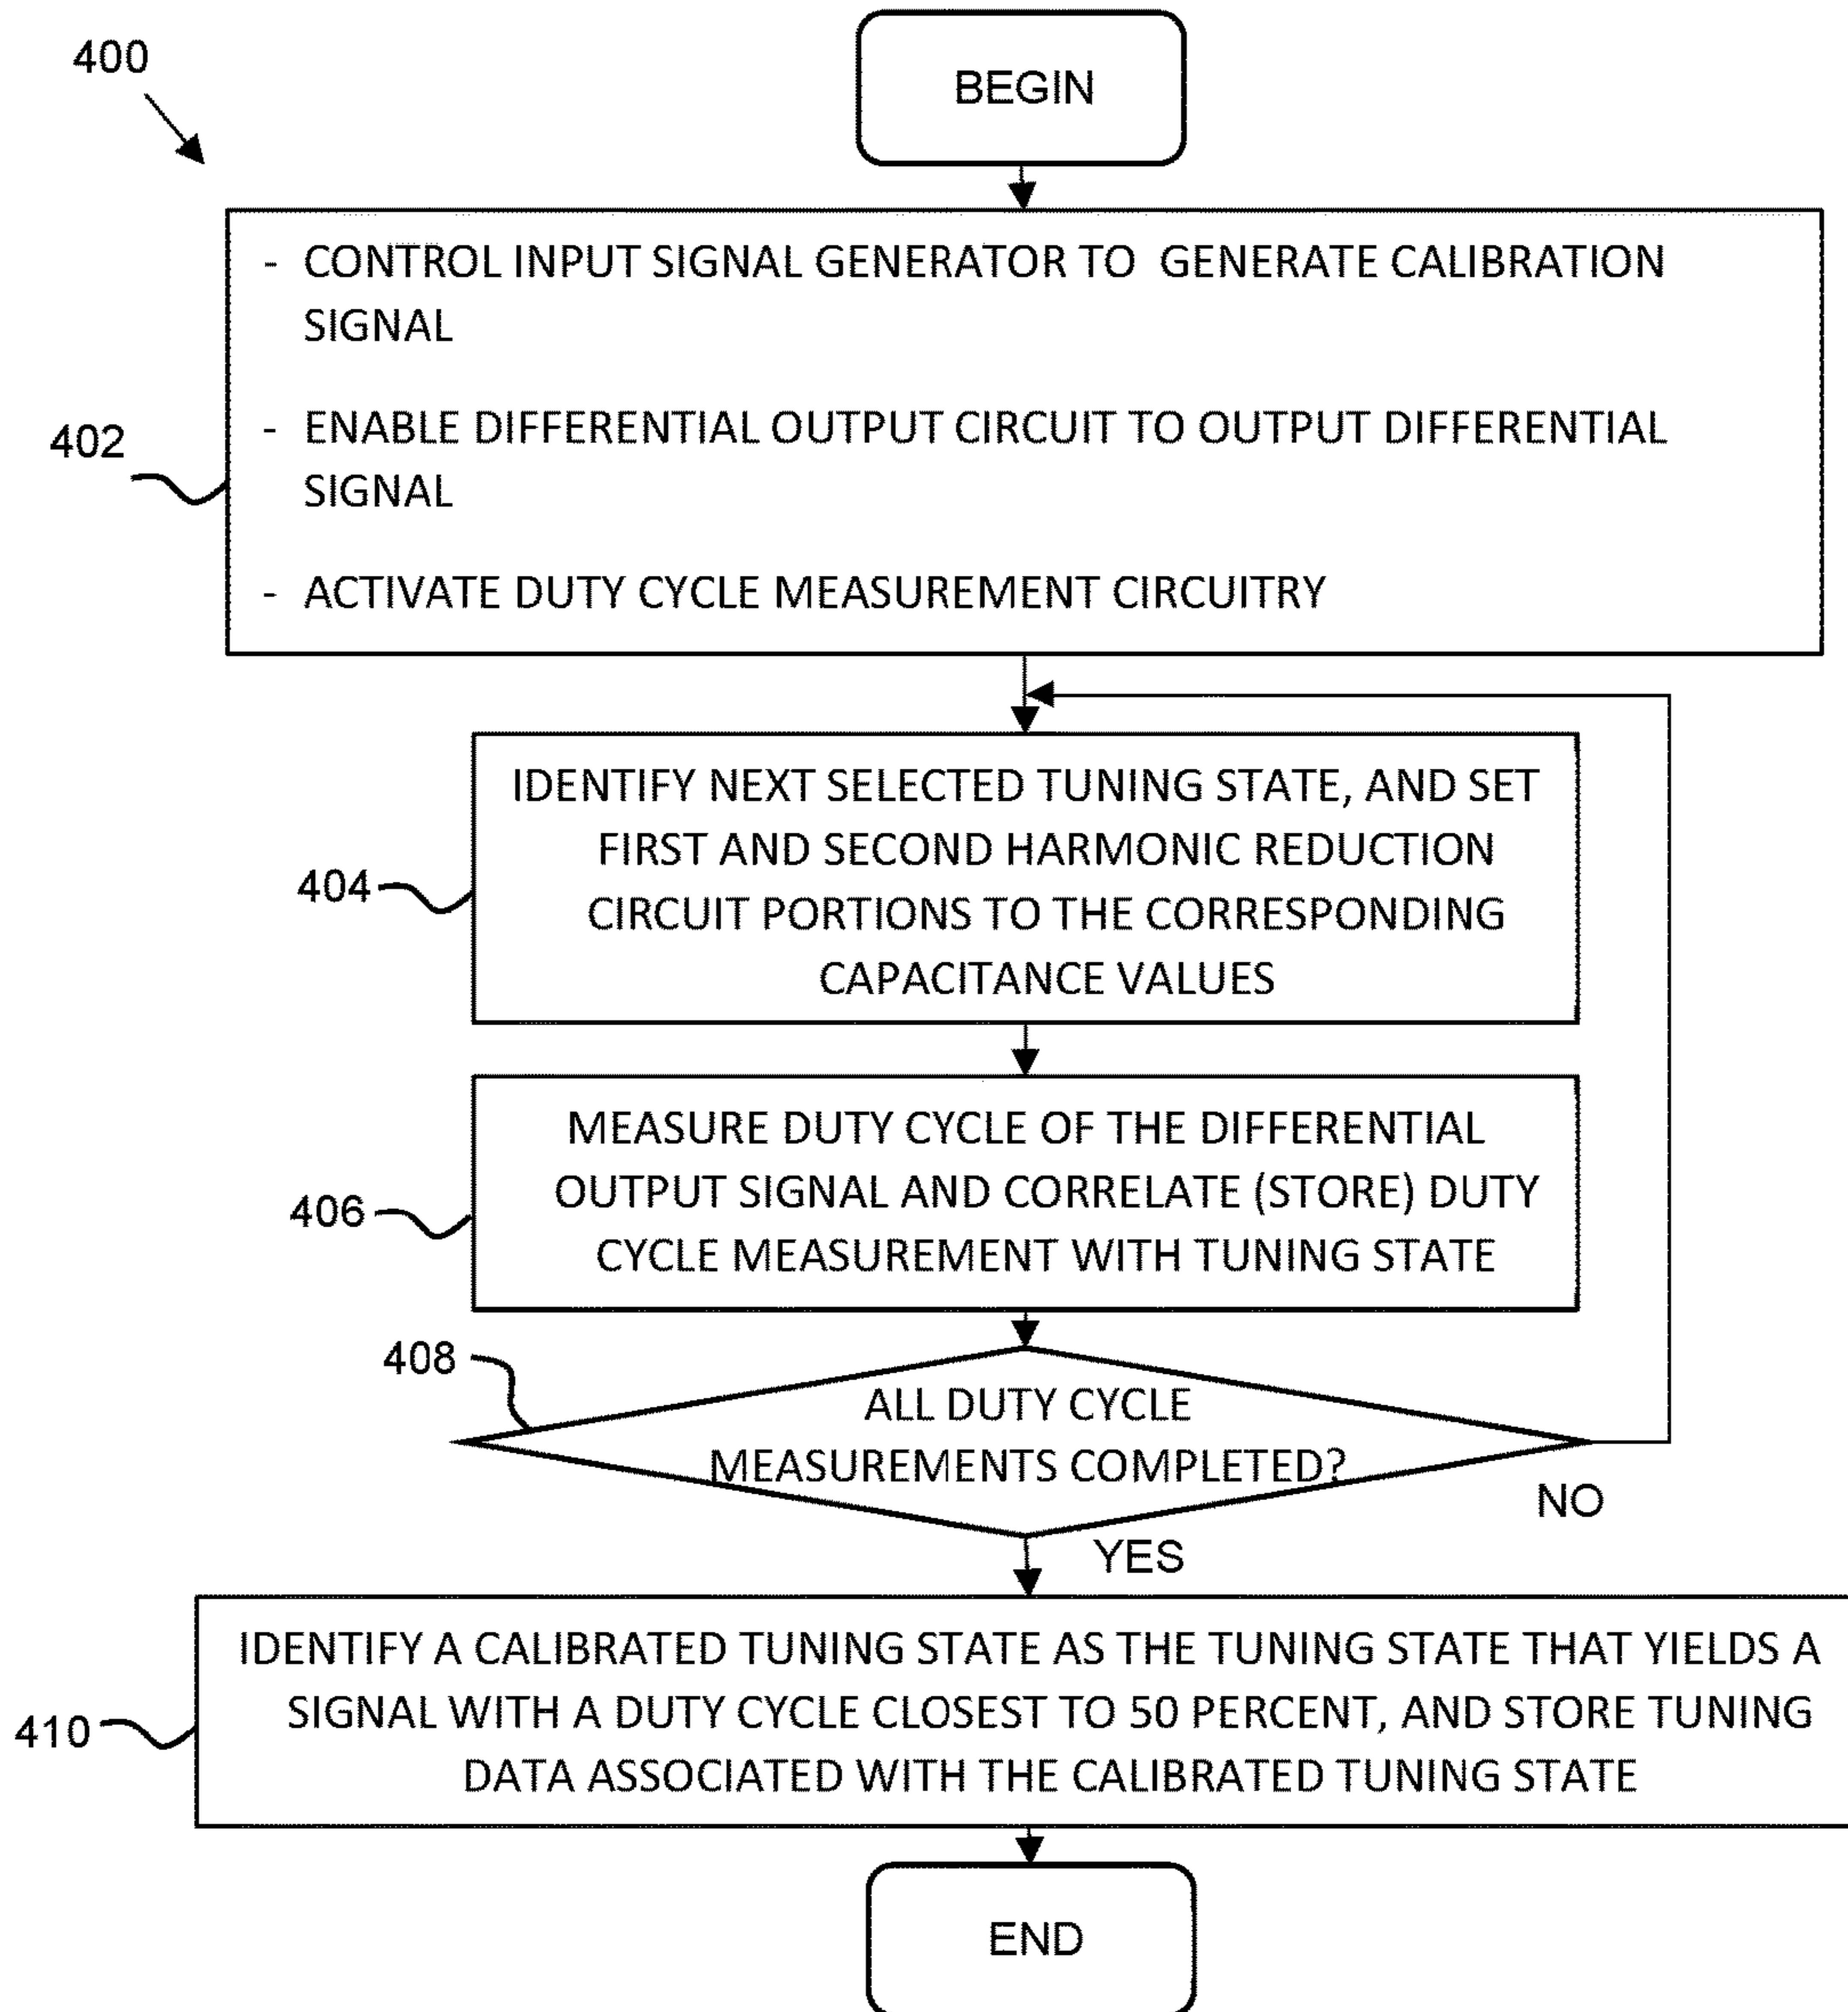 400
BEGIN
- CONTROL INPUT SIGNAL GENERATOR TO GENERATE CALIBRATION
SIGNAL
- ENABLE DIFFERENTIAL OUTPUT CIRCUIT TO OUTPUT DIFFERENTIAL
SIGNAL
402
- ACTIVATE DUTY CYCLE MEASUREMENT CIRCUITRY
IDENTIFY NEXT SELECTED TUNING STATE, AND SET
FIRST AND SECOND HARMONIC REDUCTION
404
CIRCUIT PORTIONS TO THE CORRESPONDING
CAPACITANCE VALUES
MEASURE DUTY CYCLE OF THE DIFFERENTIAL
OUTPUT SIGNAL AND CORRELATE (STORE) DUTY
406
CYCLE MEASUREMENT WITH TUNING STATE
408
ALL DUTY CYCLE
MEASUREMENTS COMPLETED?
NO
YES
IDENTIFY A CALIBRATED TUNING STATE AS THE TUNING STATE THAT YIELDS A
SIGNAL WITH A DUTY CYCLE CLOSEST TO 50 PERCENT, AND STORE TUNING
410
DATA ASSOCIATED WITH THE CALIBRATED TUNING STATE
END